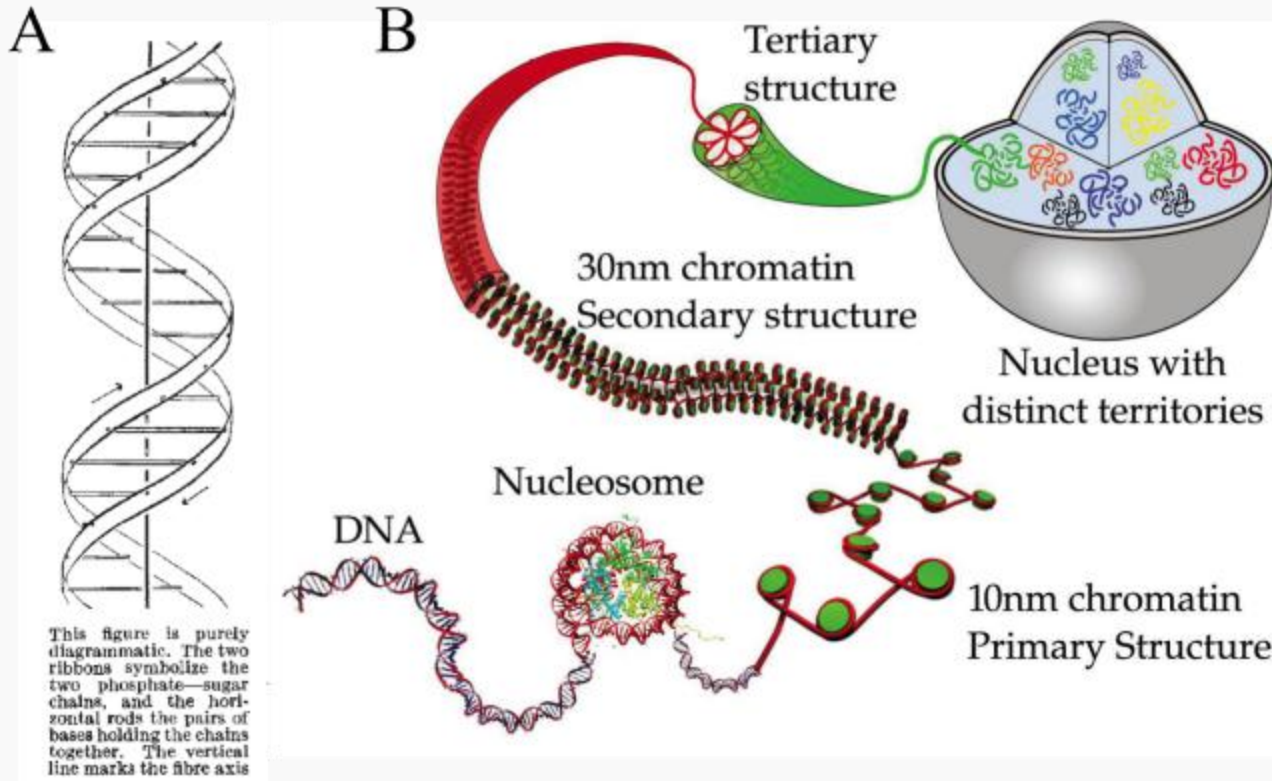 A
This figure is purely
diagrammatic. The two
ribbons symbolize the
two phosphate—sugar
chains, and the hori-
zontal rods the pairs of
bases holding the chains
together. The vertical
line marks the fibre axis
B
Tertiary
structure
30nm chromatin
Secondary structure
Nucleus with
distinct territories
Nucleosome
DNA
10nm chromatin
Primary Structure